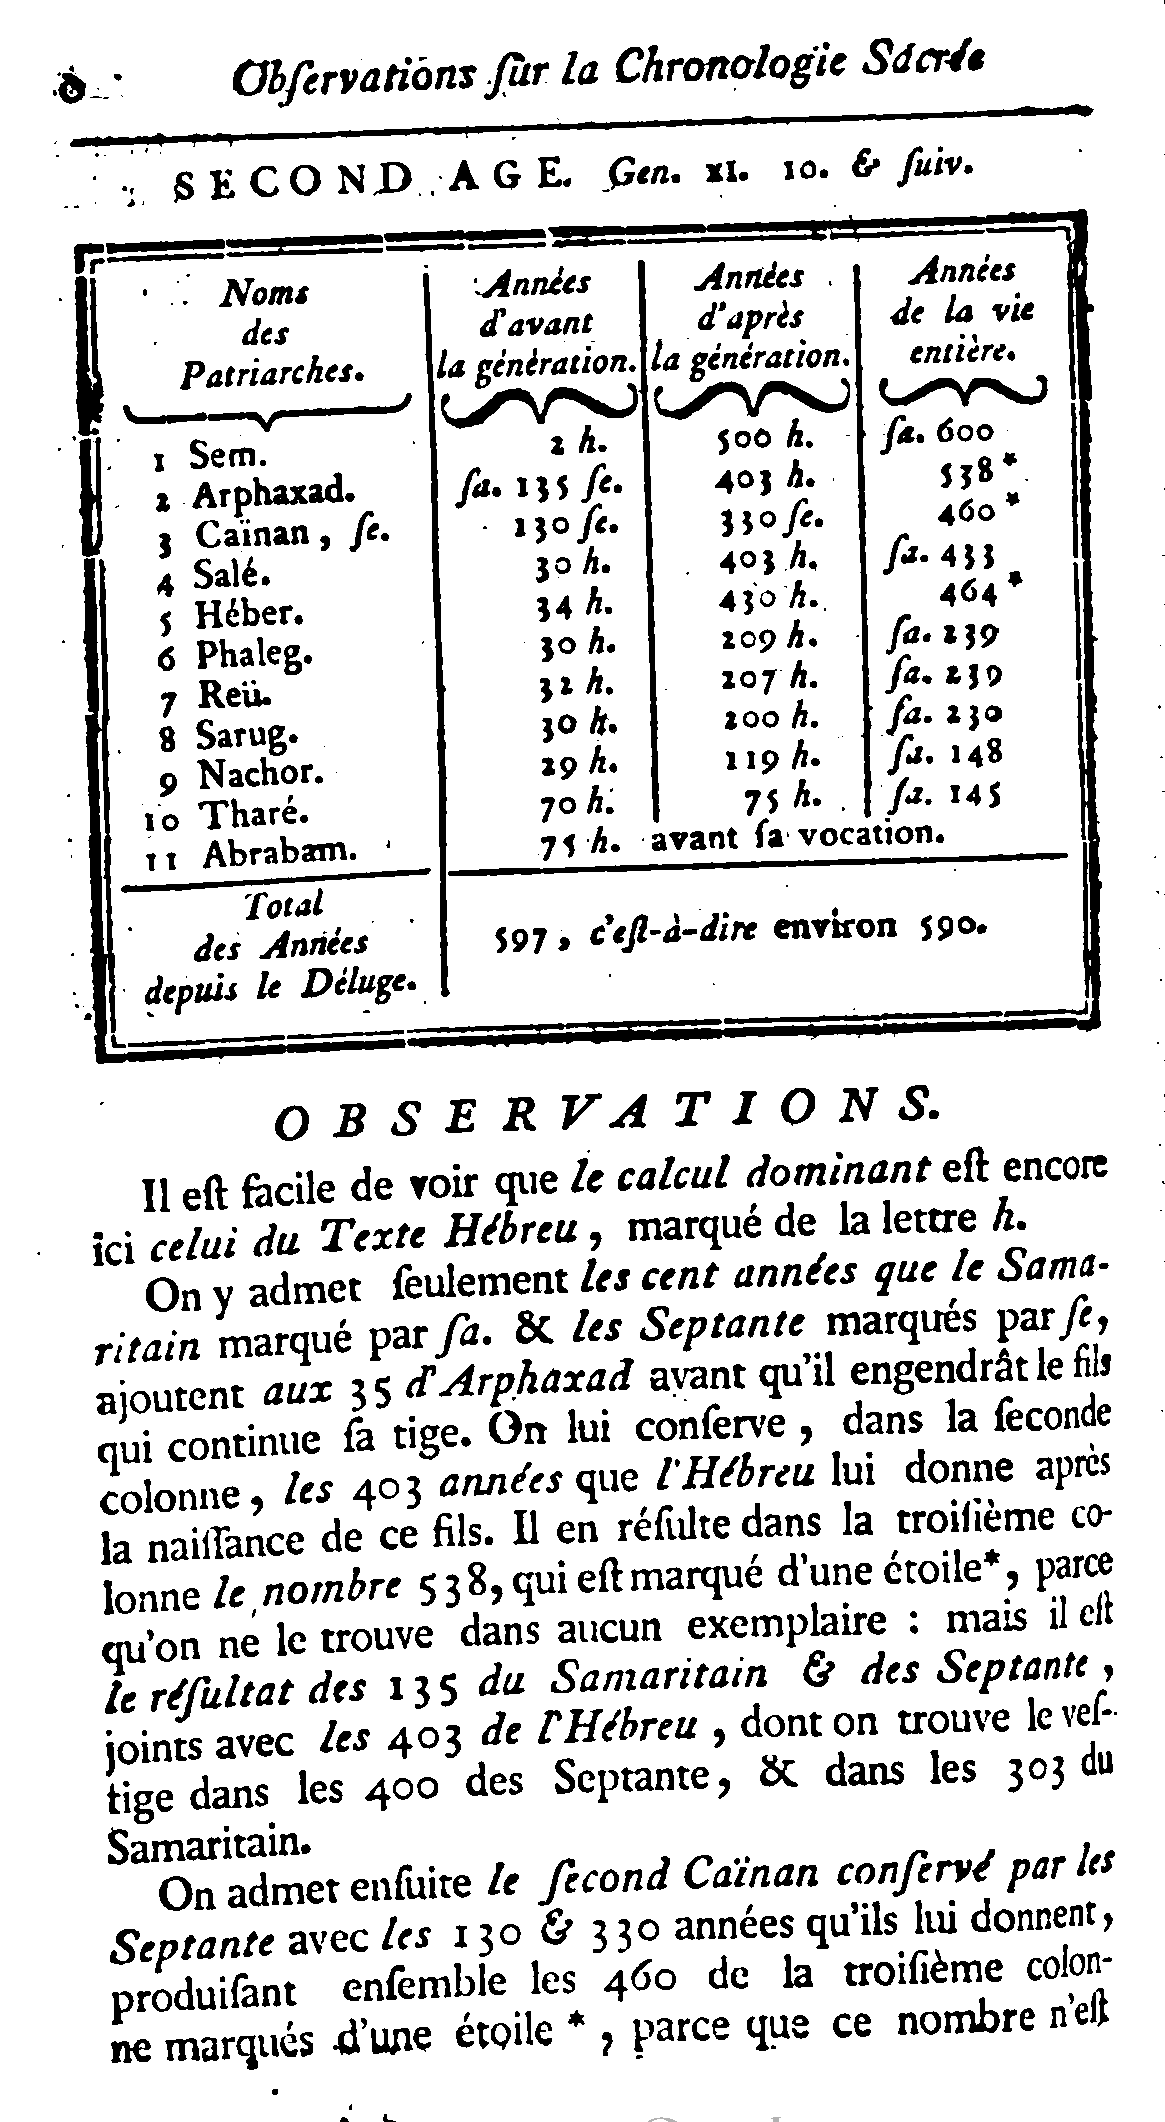 Obſervations ſur la Chronologie Sacrée
SECOND AGE. Gen. XI. 10. & ſuiv.
Noms des Patriarches. Années d'avant la génération. Années d'après la génération. Années de la vie entière.
1 Sem. 2 h. 500 h. ſa. 600
2 Arphaxad. ſa. 135 ſe. 403 h. 538*
3 Caïnan, ſe. 130 ſe. 330 ſe. 460*
4 Salé. 30 h. 403 h. ſa. 433
5 Héber. 34 h. 430 h. 464*
6 Phaleg. 30 h. 209 h. ſa. 239
7 Reü. 32 h. 207 h. ſa. 239
8 Sarug. 30 h. 200 h. ſa. 230
9 Nachor. 29 h. 119 h. ſa. 148
10 Tharé. 70 h. 75 h. ſa. 145
11 Abrabam. 75 h. avant ſa vocation.
Total
des Années
depuis le Déluge.
597, c'eſt-à-dire environ 590.
OBSERVATIONS.
Il eſt facile de voir que le calcul dominant eſt encore
ici celui du Texte Hébreu, marqué de la lettre h.
On y admet ſeulement les cent années que le Sama-
ritain marqué par ſa. & les Septante marqués par ſe,
ajoutent aux 35 d'Arphaxad avant qu'il engendrât le fils
qui continue ſa tige. On lui conſerve, dans la ſeconde
colonne, les 403 années que l'Hébreu lui donne après
la naiſſance de ce fils. Il en réſulte dans la troiſième co-
lonne le nombre 538, qui eſt marqué d'une étoile*, parce
qu'on ne le trouve dans aucun exemplaire : mais il eſt
le réſultat des 135 du Samaritain & des Septante,
joints avec les 403 de l'Hébreu, dont on trouve le veſ-
tige dans les 400 des Septante, & dans les 303 du
Samaritain.
On admet enſuite le ſecond Caïnan conſervé par les
Septante avec les 130 & 330 années qu'ils lui donnent,
produiſant enſemble les 460 de la troiſième colon-
ne marqués d'une étoile *, parce que ce nombre n'eſt